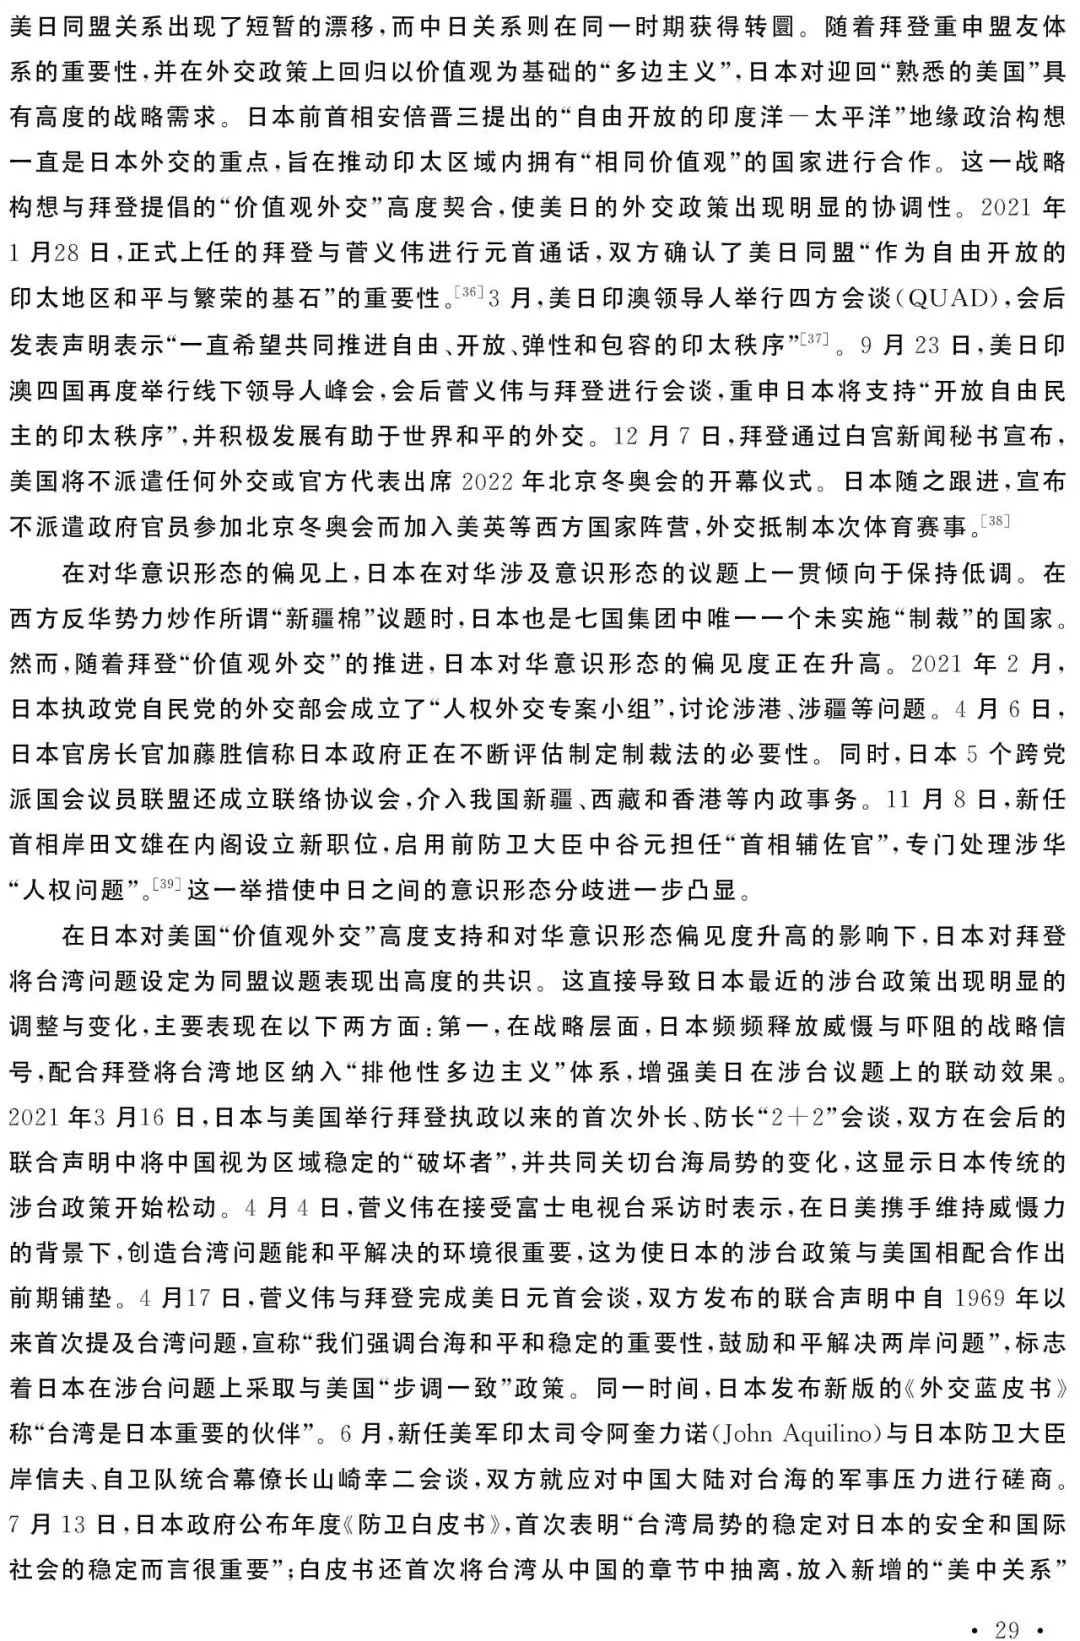 美日同盟关系出现了短暂的漂移,而中日关系则在同一时期获得转圜。随着拜登重申盟友体
系的重要性,并在外交政策上回归以价值观为基础的“多边主义”,日本对迎回“熟悉的美国”具
有高度的战略需求。日本前首相安倍晋三提出的“自由开放的印度洋－太平洋”地缘政治构想
一直是日本外交的重点,旨在推动印太区域内拥有“相同价值观”的国家进行合作。这一战略
构想与拜登提倡的“价值观外交”高度契合,使美日的外交政策出现明显的协调性。2021 年
1 月28 日,正式上任的拜登与菅义伟进行元首通话,双方确认了美日同盟“作为自由开放的
印太地区和平与繁荣的基石”的重要性。[36]3 月,美日印澳领导人举行四方会谈(QUAD),会后
发表声明表示“一直希望共同推进自由、开放、弹性和包容的印太秩序”[37]。9 月 23 日,美日印
澳四国再度举行线下领导人峰会,会后菅义伟与拜登进行会谈,重申日本将支持“开放自由民
主的印太秩序”,并积极发展有助于世界和平的外交。12 月 7 日,拜登通过白宫新闻秘书宣布,
美国将不派遣任何外交或官方代表出席 2022 年北京冬奥会的开幕仪式。日本随之跟进,宣布
不派遣政府官员参加北京冬奥会而加入美英等西方国家阵营,外交抵制本次体育赛事。[38]
在对华意识形态的偏见上,日本在对华涉及意识形态的议题上一贯倾向于保持低调。在
西方反华势力炒作所谓“新疆棉”议题时,日本也是七国集团中唯一一个未实施“制裁”的国家。
然而,随着拜登“价值观外交”的推进,日本对华意识形态的偏见度正在升高。2021 年 2 月,
日本执政党自民党的外交部会成立了“人权外交专案小组”,讨论涉港、涉疆等问题。4 月 6 日,
日本官房长官加藤胜信称日本政府正在不断评估制定制裁法的必要性。同时,日本 5 个跨党
派国会议员联盟还成立联络协议会,介入我国新疆、西藏和香港等内政事务。11 月 8 日,新任
首相岸田文雄在内阁设立新职位,启用前防卫大臣中谷元担任“首相辅佐官”,专门处理涉华
“人权问题”。[39]这一举措使中日之间的意识形态分歧进一步凸显。
在日本对美国“价值观外交”高度支持和对华意识形态偏见度升高的影响下,日本对拜登
将台湾问题设定为同盟议题表现出高度的共识。这直接导致日本最近的涉台政策出现明显的
调整与变化,主要表现在以下两方面:第一,在战略层面,日本频频释放威慑与吓阻的战略信
号,配合拜登将台湾地区纳入“排他性多边主义”体系,增强美日在涉台议题上的联动效果。
2021 年3 月16 日,日本与美国举行拜登执政以来的首次外长、防长“2＋2”会谈,双方在会后的
联合声明中将中国视为区域稳定的“破坏者”,并共同关切台海局势的变化,这显示日本传统的
涉台政策开始松动。4 月 4 日,菅义伟在接受富士电视台采访时表示,在日美携手维持威慑力
的背景下,创造台湾问题能和平解决的环境很重要,这为使日本的涉台政策与美国相配合作出
前期铺垫。4 月17 日,菅义伟与拜登完成美日元首会谈,双方发布的联合声明中自 1969 年以
来首次提及台湾问题,宣称“我们强调台海和平和稳定的重要性,鼓励和平解决两岸问题”,标志
着日本在涉台问题上采取与美国“步调一致”政策。同一时间,日本发布新版的《外交蓝皮书》
称“台湾是日本重要的伙伴”。6 月,新任美军印太司令阿奎力诺(John Aquilino)与日本防卫大臣
岸信夫、自卫队统合幕僚长山崎幸二会谈,双方就应对中国大陆对台海的军事压力进行磋商。
7 月 13 日,日本政府公布年度《防卫白皮书》,首次表明“台湾局势的稳定对日本的安全和国际
社会的稳定而言很重要”;白皮书还首次将台湾从中国的章节中抽离,放入新增的“美中关系”
• 29 •